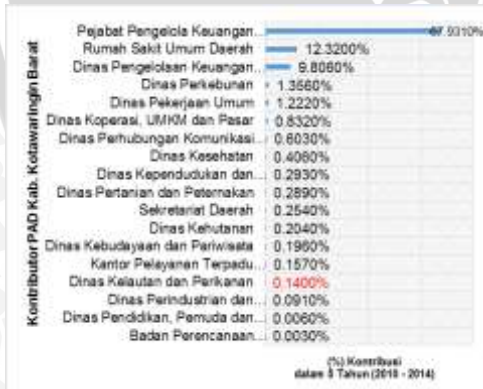 Kontributor PAD Kab. Kotawaringin Barat
Pejabat Pengelola Keuangan... 67.9310%
Rumah Sakit Umum Daerah 12.3200%
Dinas Pengelolaan Keuangan... 9.8060%
Dinas Perkebunan 1.3560%
Dinas Pekerjaan Umum 1.2220%
Dinas Koperasi, UMKM dan Pasar 0.8320%
Dinas Perhubungan Komunikasi... 0.6030%
Dinas Kesehatan 0.4060%
Dinas Kependudukan dan... 0.2930%
Dinas Pertanian dan Peternakan 0.2890%
Sekretariat Daerah 0.2540%
Dinas Kehutanan 0.2040%
Dinas Kebudayaan dan Pariwisata 0.1960%
Kantor Pelayanan Terpadu... 0.1570%
Dinas Kelautan dan Perikanan 0.1400%
Dinas Perindustrian dan... 0.0910%
Dinas Pendidikan, Pemuda dan... 0.0060%
Badan Perencanaan... 0.0030%
(%) Kontribusi
dalam 5 Tahun (2010 - 2014)